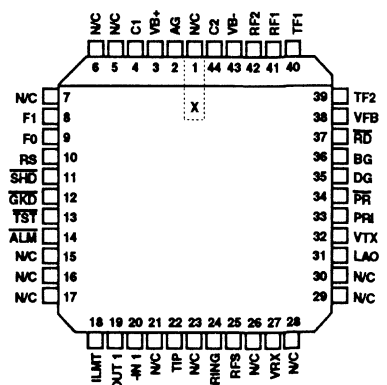 N/C N/C C1 VB+ AG N/C C2 VB- RF2 RF1 TF1
6 5 4 3 2 1 44 43 42 41 40
X
N/C 7
F1 8
F0 9
RS 10
SHD 11
GKD 12
TST 13
ALM 14
N/C 15
N/C 16
N/C 17
39 TF2
38 VFB
37 RD
36 BG
35 DG
34 PR
33 PRI
32 VTX
31 LAO
30 N/C
29 N/C
18 19 20 21 22 23 24 25 26 27 28
ILMT OUT 1 -IN 1 N/C TIP N/C RING RFS N/C VRX N/C